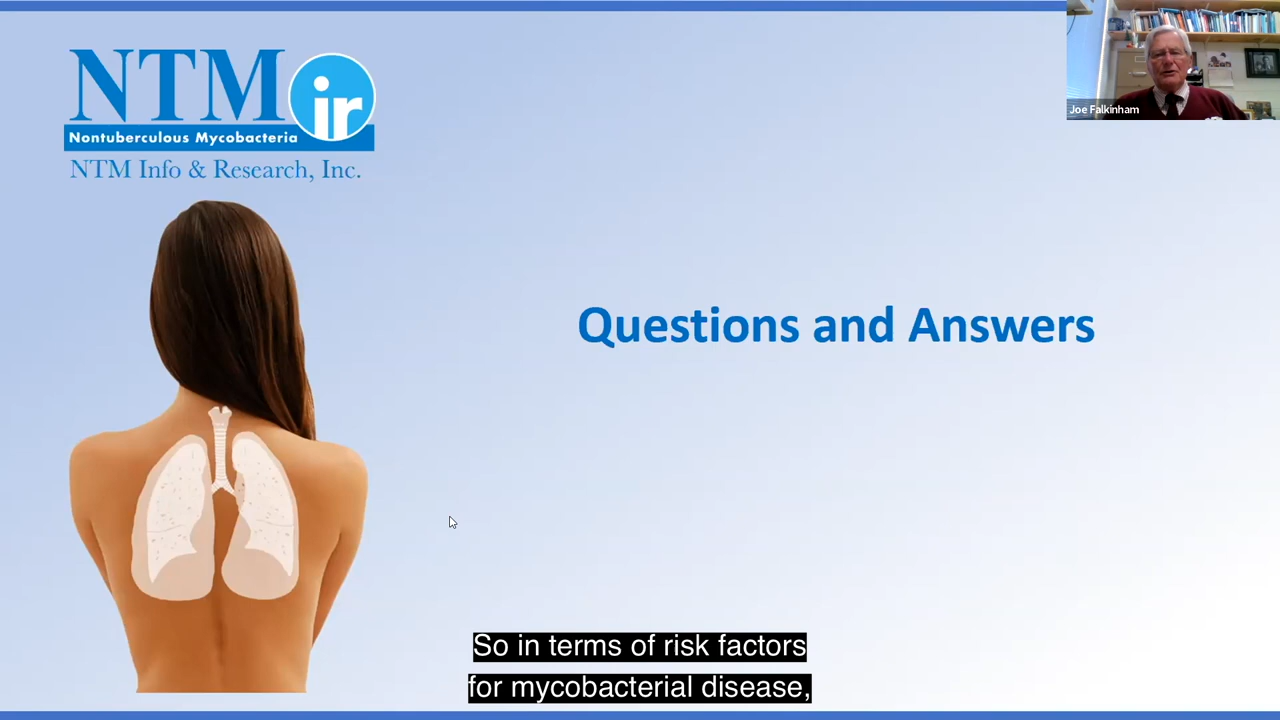 NTM
ir
Nontuberculous Mycobacteria
NTM Info & Research, Inc.
Joe Falkinham
Questions and Answers
So in terms of risk factors
for mycobacterial disease,